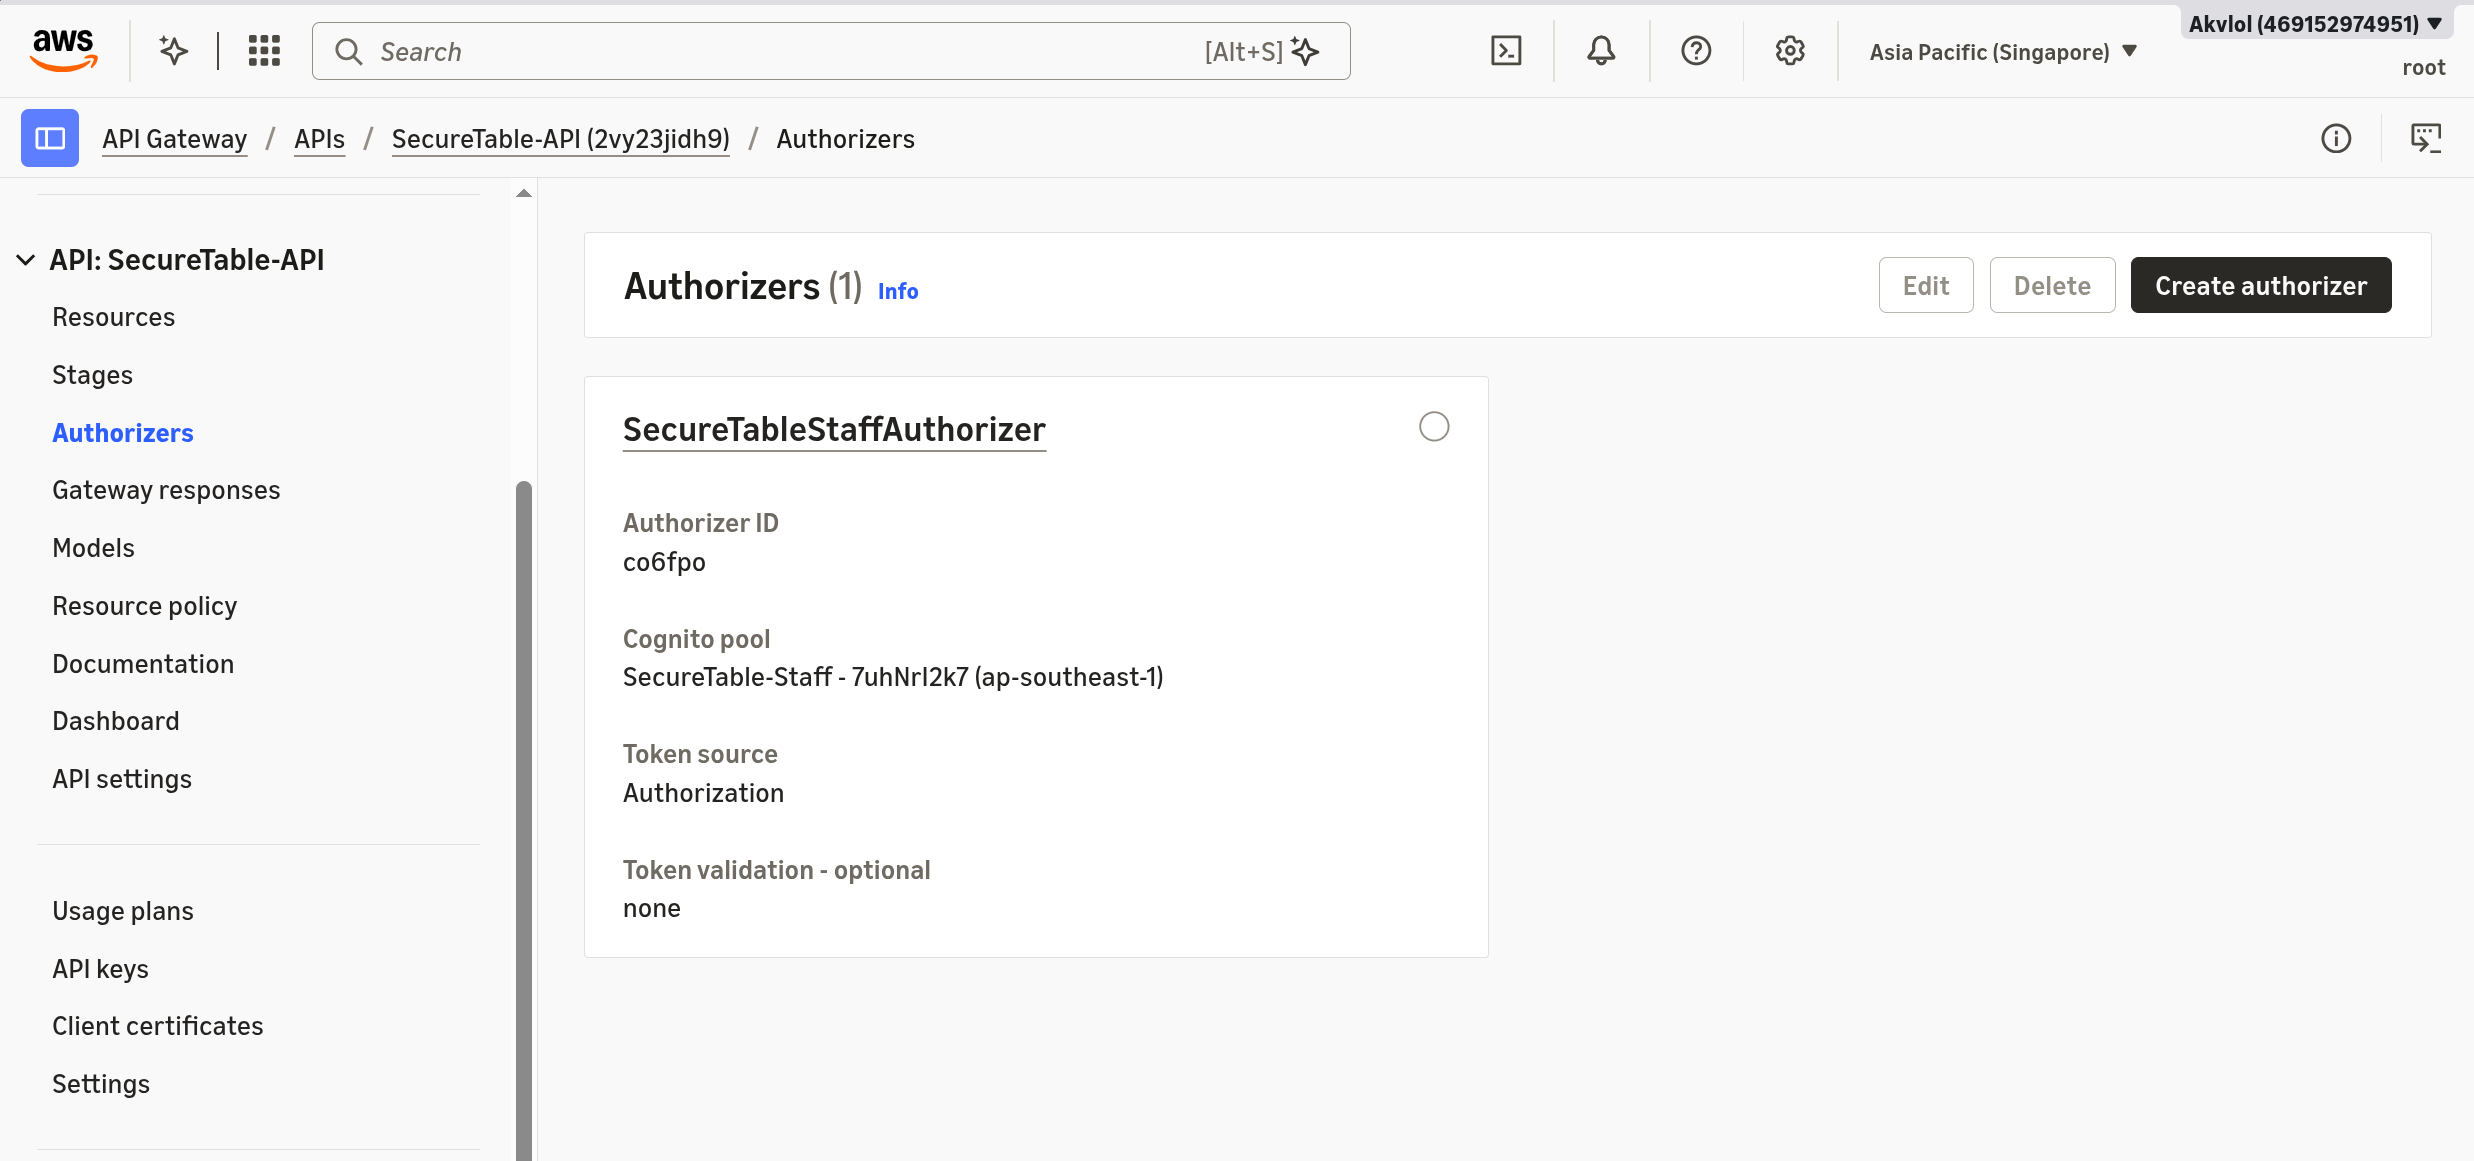 aws
Search [Alt+S]
Asia Pacific (Singapore)
Akvlol (469152974951)
root
API Gateway / APIs / SecureTable-API (2vy23jidh9) / Authorizers
API: SecureTable-API
Resources
Stages
Authorizers
Gateway responses
Models
Resource policy
Documentation
Dashboard
API settings
Usage plans
API keys
Client certificates
Settings
Authorizers (1) Info
Edit
Delete
Create authorizer
SecureTableStaffAuthorizer
Authorizer ID
co6fpo
Cognito pool
SecureTable-Staff - 7uhNrI2k7 (ap-southeast-1)
Token source
Authorization
Token validation - optional
none